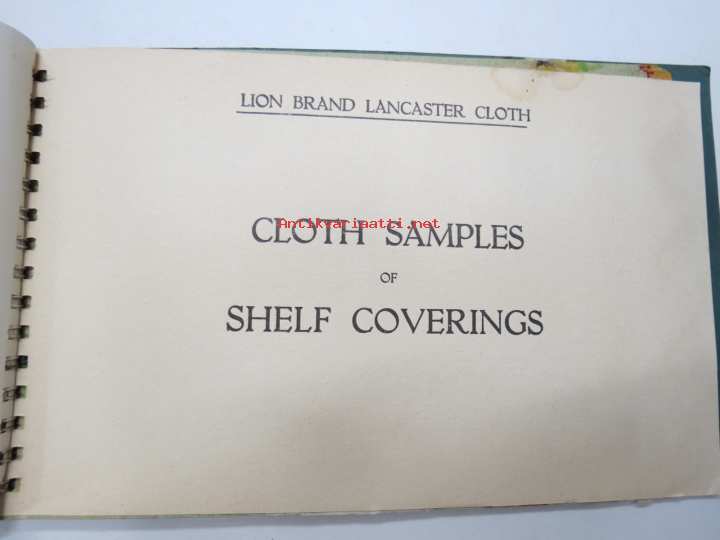 LION BRAND LANCASTER CLOTH
Antikvariaatti.net
CLOTH SAMPLES
OF
SHELF COVERINGS